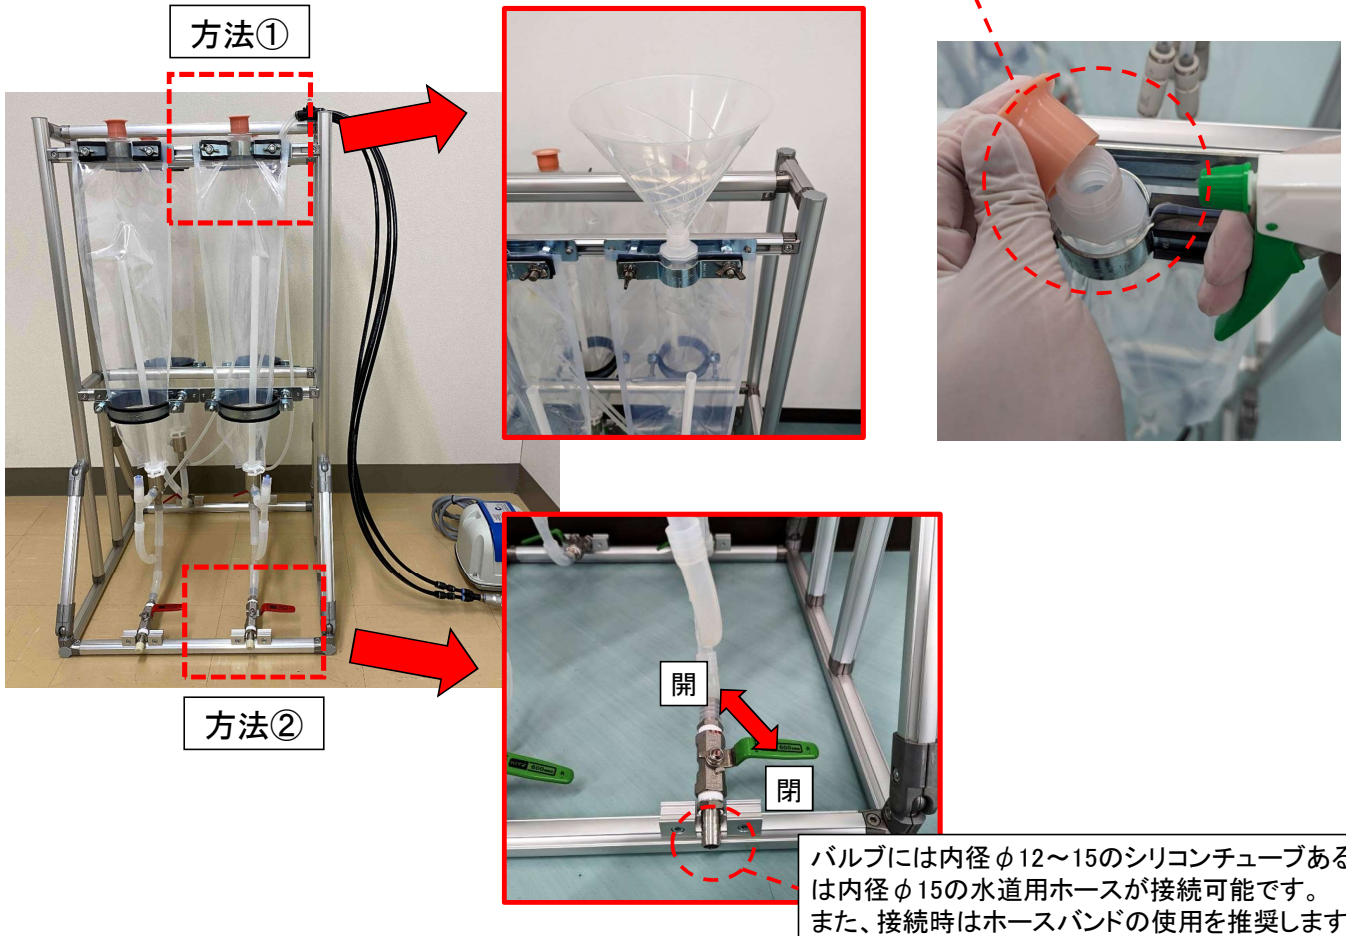 方法①
方法②
開
閉
バルブには内径φ12～15のシリコンチューブある
は内径φ15の水道用ホースが接続可能です。
また、接続時はホースバンドの使用を推奨します